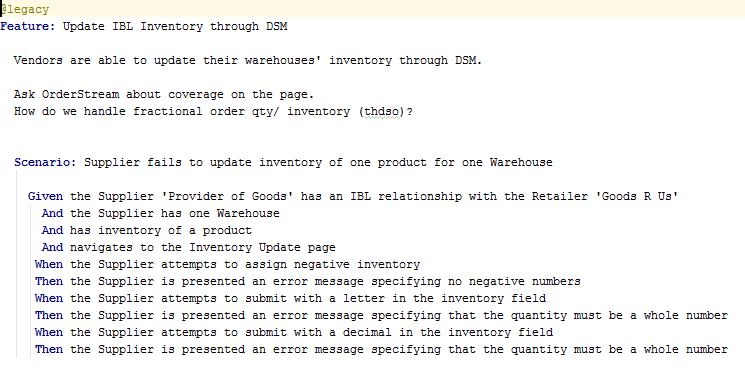 @legacy
Feature: Update IBL Inventory through DSM
Vendors are able to update their warehouses' inventory through DSM.
Ask OrderStream about coverage on the page.
How do we handle fractional order qty/ inventory (thdso)?
Scenario: Supplier fails to update inventory of one product for one Warehouse
Given the Supplier 'Provider of Goods' has an IBL relationship with the Retailer 'Goods R Us'
And the Supplier has one Warehouse
And has inventory of a product
And navigates to the Inventory Update page
When the Supplier attempts to assign negative inventory
Then the Supplier is presented an error message specifying no negative numbers
When the Supplier attempts to submit with a letter in the inventory field
Then the Supplier is presented an error message specifying that the quantity must be a whole number
When the Supplier attempts to submit with a decimal in the inventory field
Then the Supplier is presented an error message specifying that the quantity must be a whole number